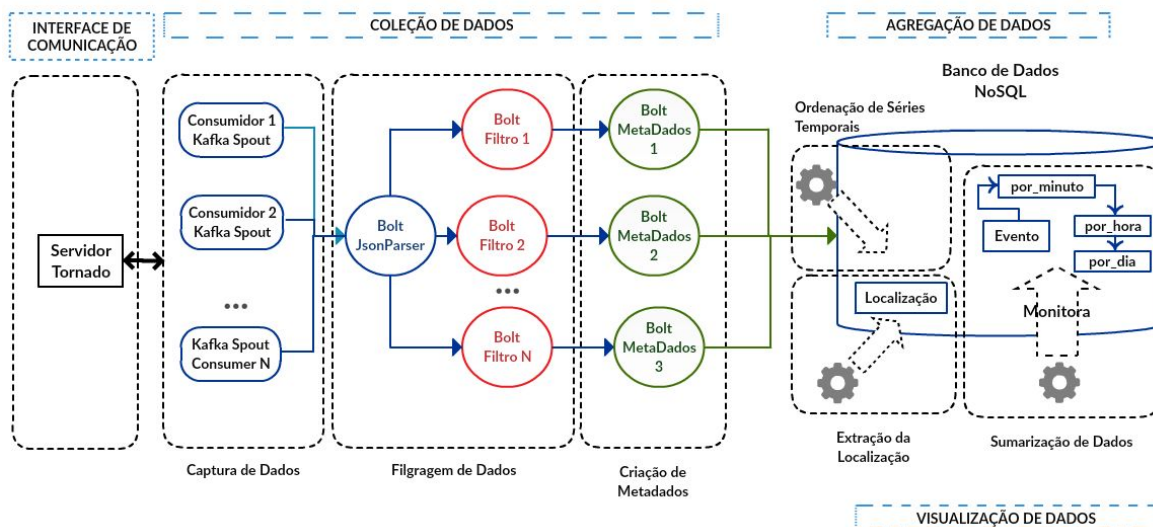 INTERFACE DE
COMUNICAÇÃO
COLEÇÃO DE DADOS
AGREGAÇÃO DE DADOS
Servidor
Tornado
Consumidor 1
Kafka Spout
Consumidor 2
Kafka Spout
...
Kafka Spout
Consumer N
Captura de Dados
Bolt
JsonParser
Bolt
Filtro 1
Bolt
Filtro 2
...
Bolt
Filtro N
Filgragem de Dados
Bolt
MetaDados
1
Bolt
MetaDados
2
Bolt
MetaDados
3
Criação de
Metadados
Banco de Dados
NoSQL
Ordenação de Séries
Temporais
Localização
Extração da
Localização
por_minuto
Evento
por_hora
por_dia
Monitora
Sumarização de Dados
VISUALIZAÇÃO DE DADOS